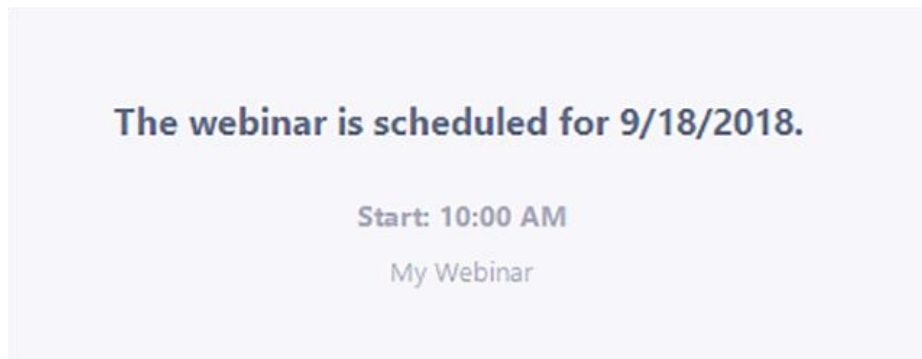 The webinar is scheduled for 9/18/2018.
Start: 10:00 AM
My Webinar